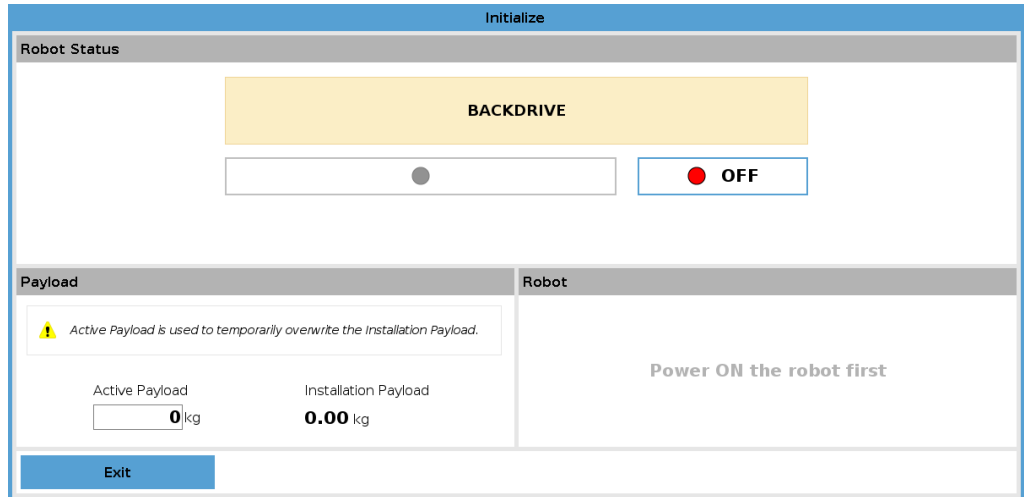 Initialize
Robot Status
BACKDRIVE
OFF
Payload
Robot
Active Payload is used to temporarily overwrite the Installation Payload.
Power ON the robot first
Active Payload
Installation Payload
0 kg
0.00 kg
Exit